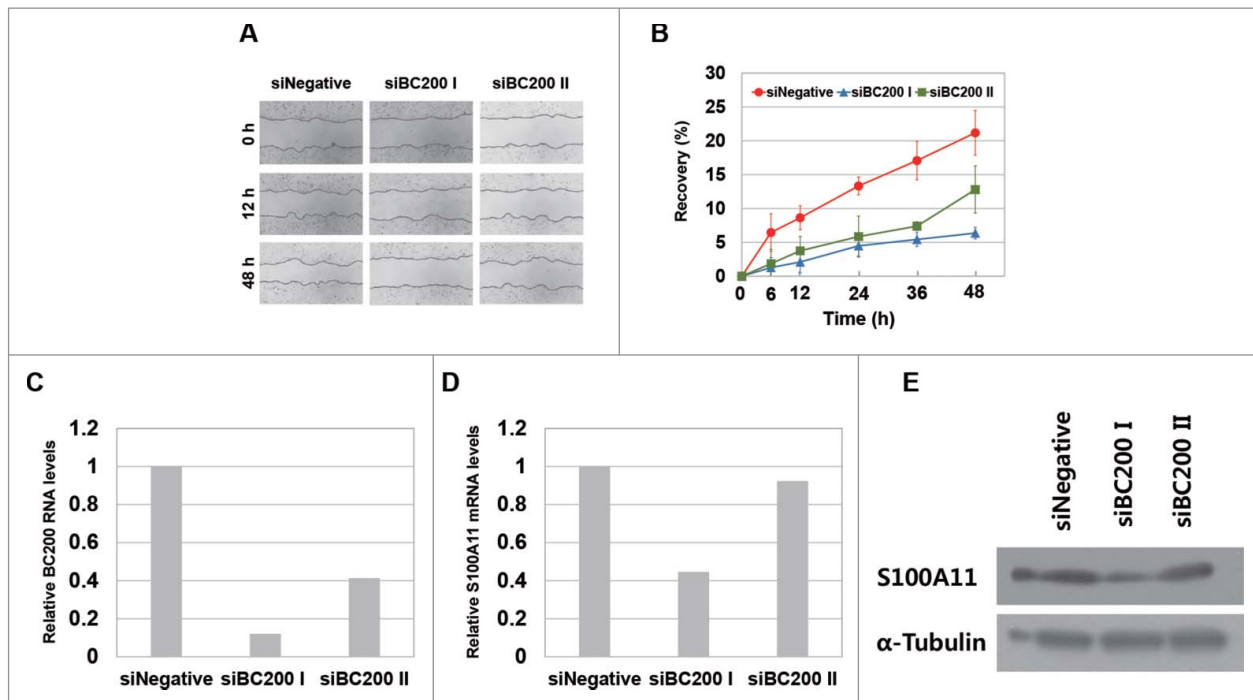 A
siNegative siBC200 I siBC200 II
0 h
12 h
48 h
B
30
25
20
15
10
5
0
Recovery (%)
siNegative siBC200 I siBC200 II
0 6 12 24 36 48
Time (h)
C
1.2
1
0.8
0.6
0.4
0.2
0
Relative BC200 RNA levels
siNegative siBC200 I siBC200 II
D
1.2
1
0.8
0.6
0.4
0.2
0
Relative S100A11 mRNA levels
siNegative siBC200 I siBC200 II
E
siNegative
siBC200 I
siBC200 II
S100A11
α-Tubulin